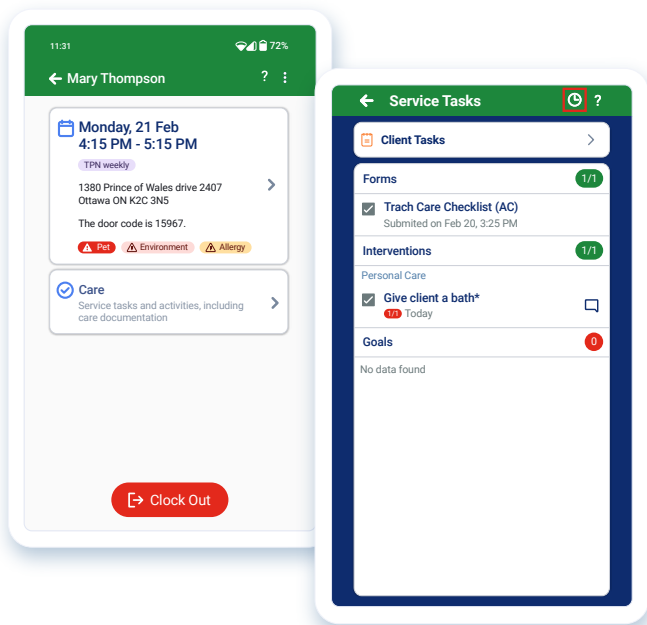 11:31
72%
Mary Thompson
?
Monday, 21 Feb
4:15 PM - 5:15 PM
TPN weekly
1380 Prince of Wales drive 2407
Ottawa ON K2C 3N5
The door code is 15967.
Pet
Environment
Allergy
Care
Service tasks and activities, including
care documentation
Clock Out
Service Tasks
?
Client Tasks
Forms
1/1
Trach Care Checklist (AC)
Submited on Feb 20, 3:25 PM
Interventions
1/1
Personal Care
Give client a bath*
1/1 Today
Goals
0
No data found